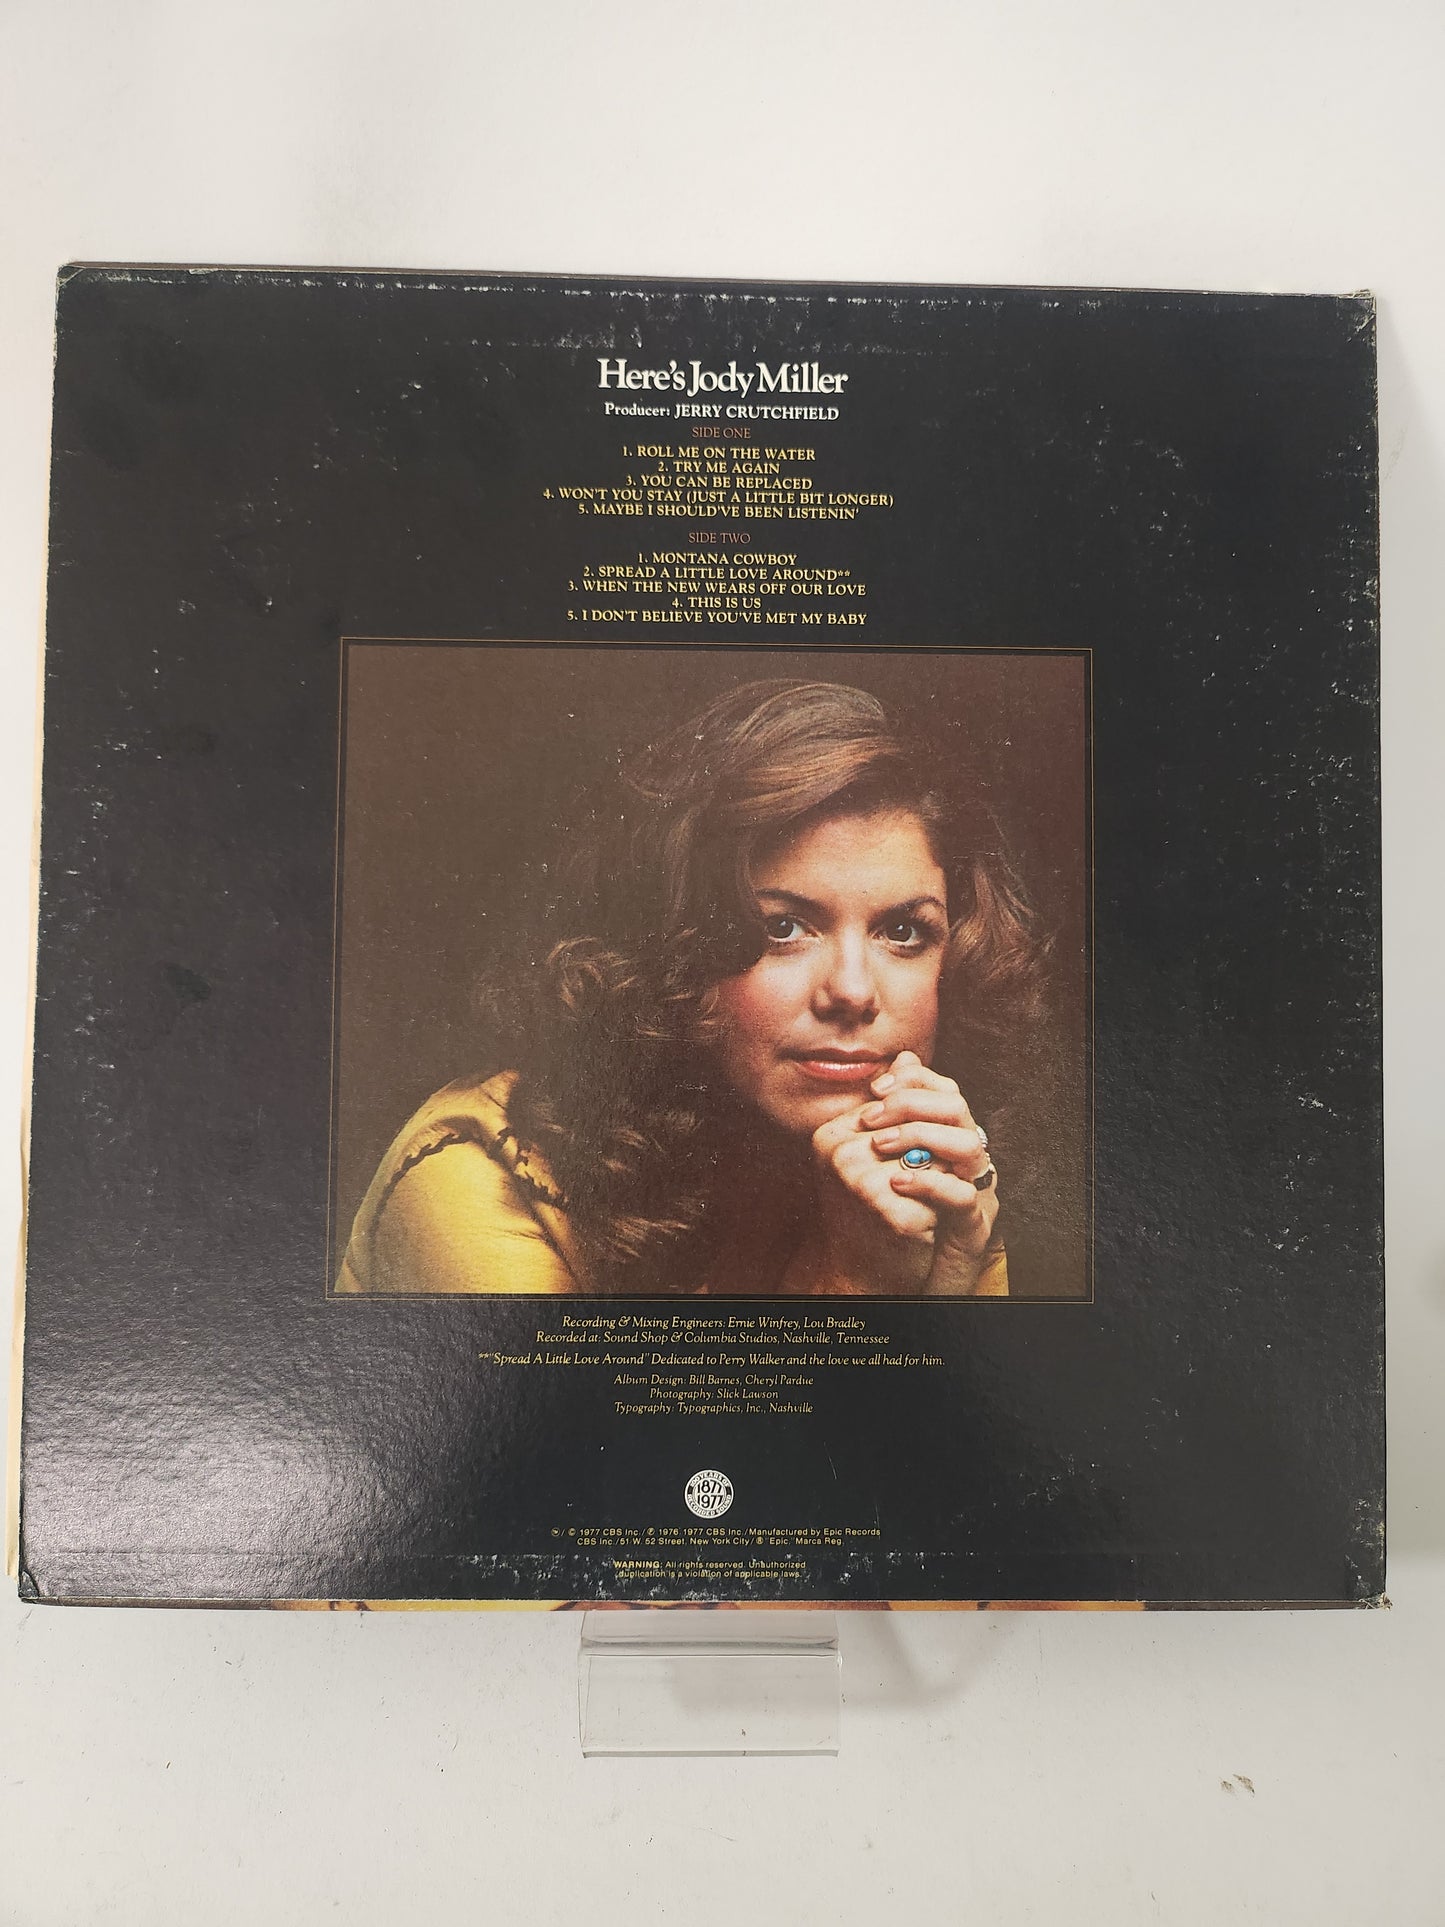 Here's Jody Miller
Producer: JERRY CRUTCHFIELD
SIDE ONE
1. ROLL ME ON THE WATER
2. TRY ME AGAIN
3. YOU CAN BE REPLACED
4. WON'T YOU STAY (JUST A LITTLE BIT LONGER)
5. MAYBE I SHOULD'VE BEEN LISTENIN'
SIDE TWO
1. MONTANA COWBOY
2. SPREAD A LITTLE LOVE AROUND**
3. WHEN THE NEW WEARS OFF OUR LOVE
4. THIS IS US
5. I DON'T BELIEVE YOU'VE MET MY BABY
Recording & Mixing Engineers: Ernie Winfrey, Lou Bradley
Recorded at: Sound Shop & Columbia Studios, Nashville, Tennessee
**"Spread A Little Love Around" Dedicated to Perry Walker and the love we all had for him.
Album Design: Bill Barnes, Cheryl Pardue
Photography: Slick Lawson
Typography: Typographics, Inc., Nashville
100 YEARS OF
1877
1977
RECORDED SOUND
/ © 1977 CBS Inc./ ℗ 1976, 1977 CBS Inc./Manufactured by Epic Records
CBS Inc./51 W. 52 Street, New York City/® "Epic," Marca Reg.
WARNING: All rights reserved. Unauthorized
duplication is a violation of applicable laws.